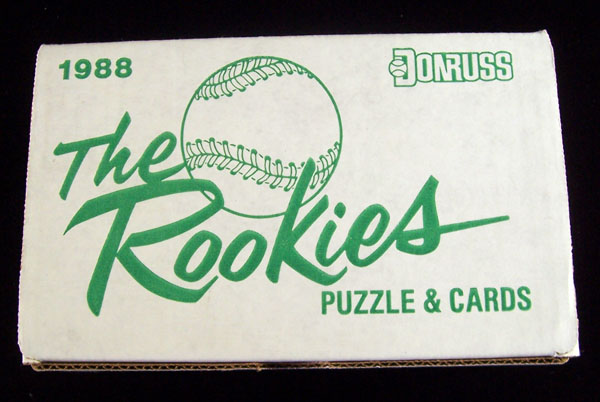 1988
DONRUSS
The
Rookies
PUZZLE & CARDS